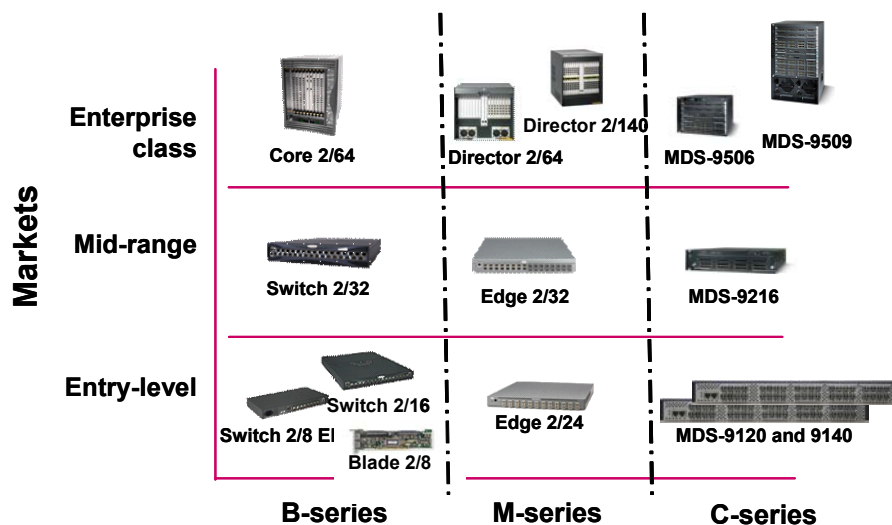 Markets
Enterprise
class
Core 2/64
Director 2/64
Director 2/140
MDS-9506
MDS-9509
Mid-range
Switch 2/32
Edge 2/32
MDS-9216
Entry-level
Switch 2/16
Switch 2/8 El
Blade 2/8
Edge 2/24
MDS-9120 and 9140
B-series
M-series
C-series